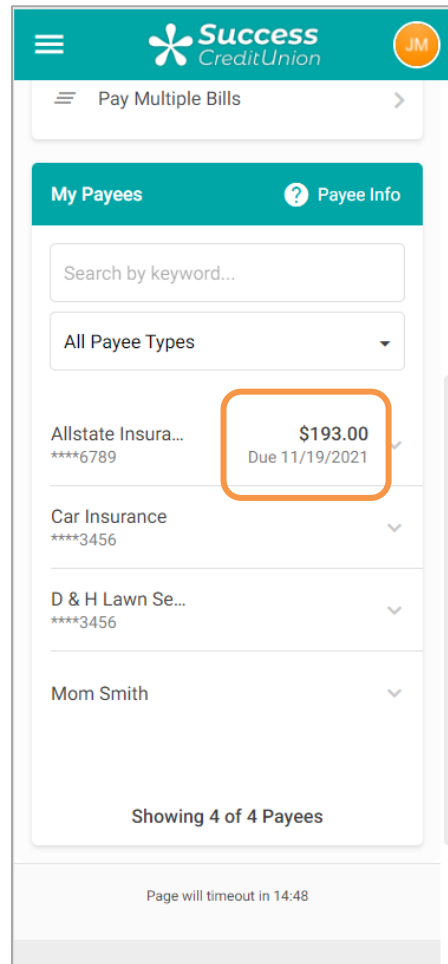 Success
CreditUnion
JM
Pay Multiple Bills
My Payees
? Payee Info
Search by keyword...
All Payee Types
Allstate Insura... $193.00
****6789 Due 11/19/2021
Car Insurance
****3456
D & H Lawn Se...
****3456
Mom Smith
Showing 4 of 4 Payees
Page will timeout in 14:48